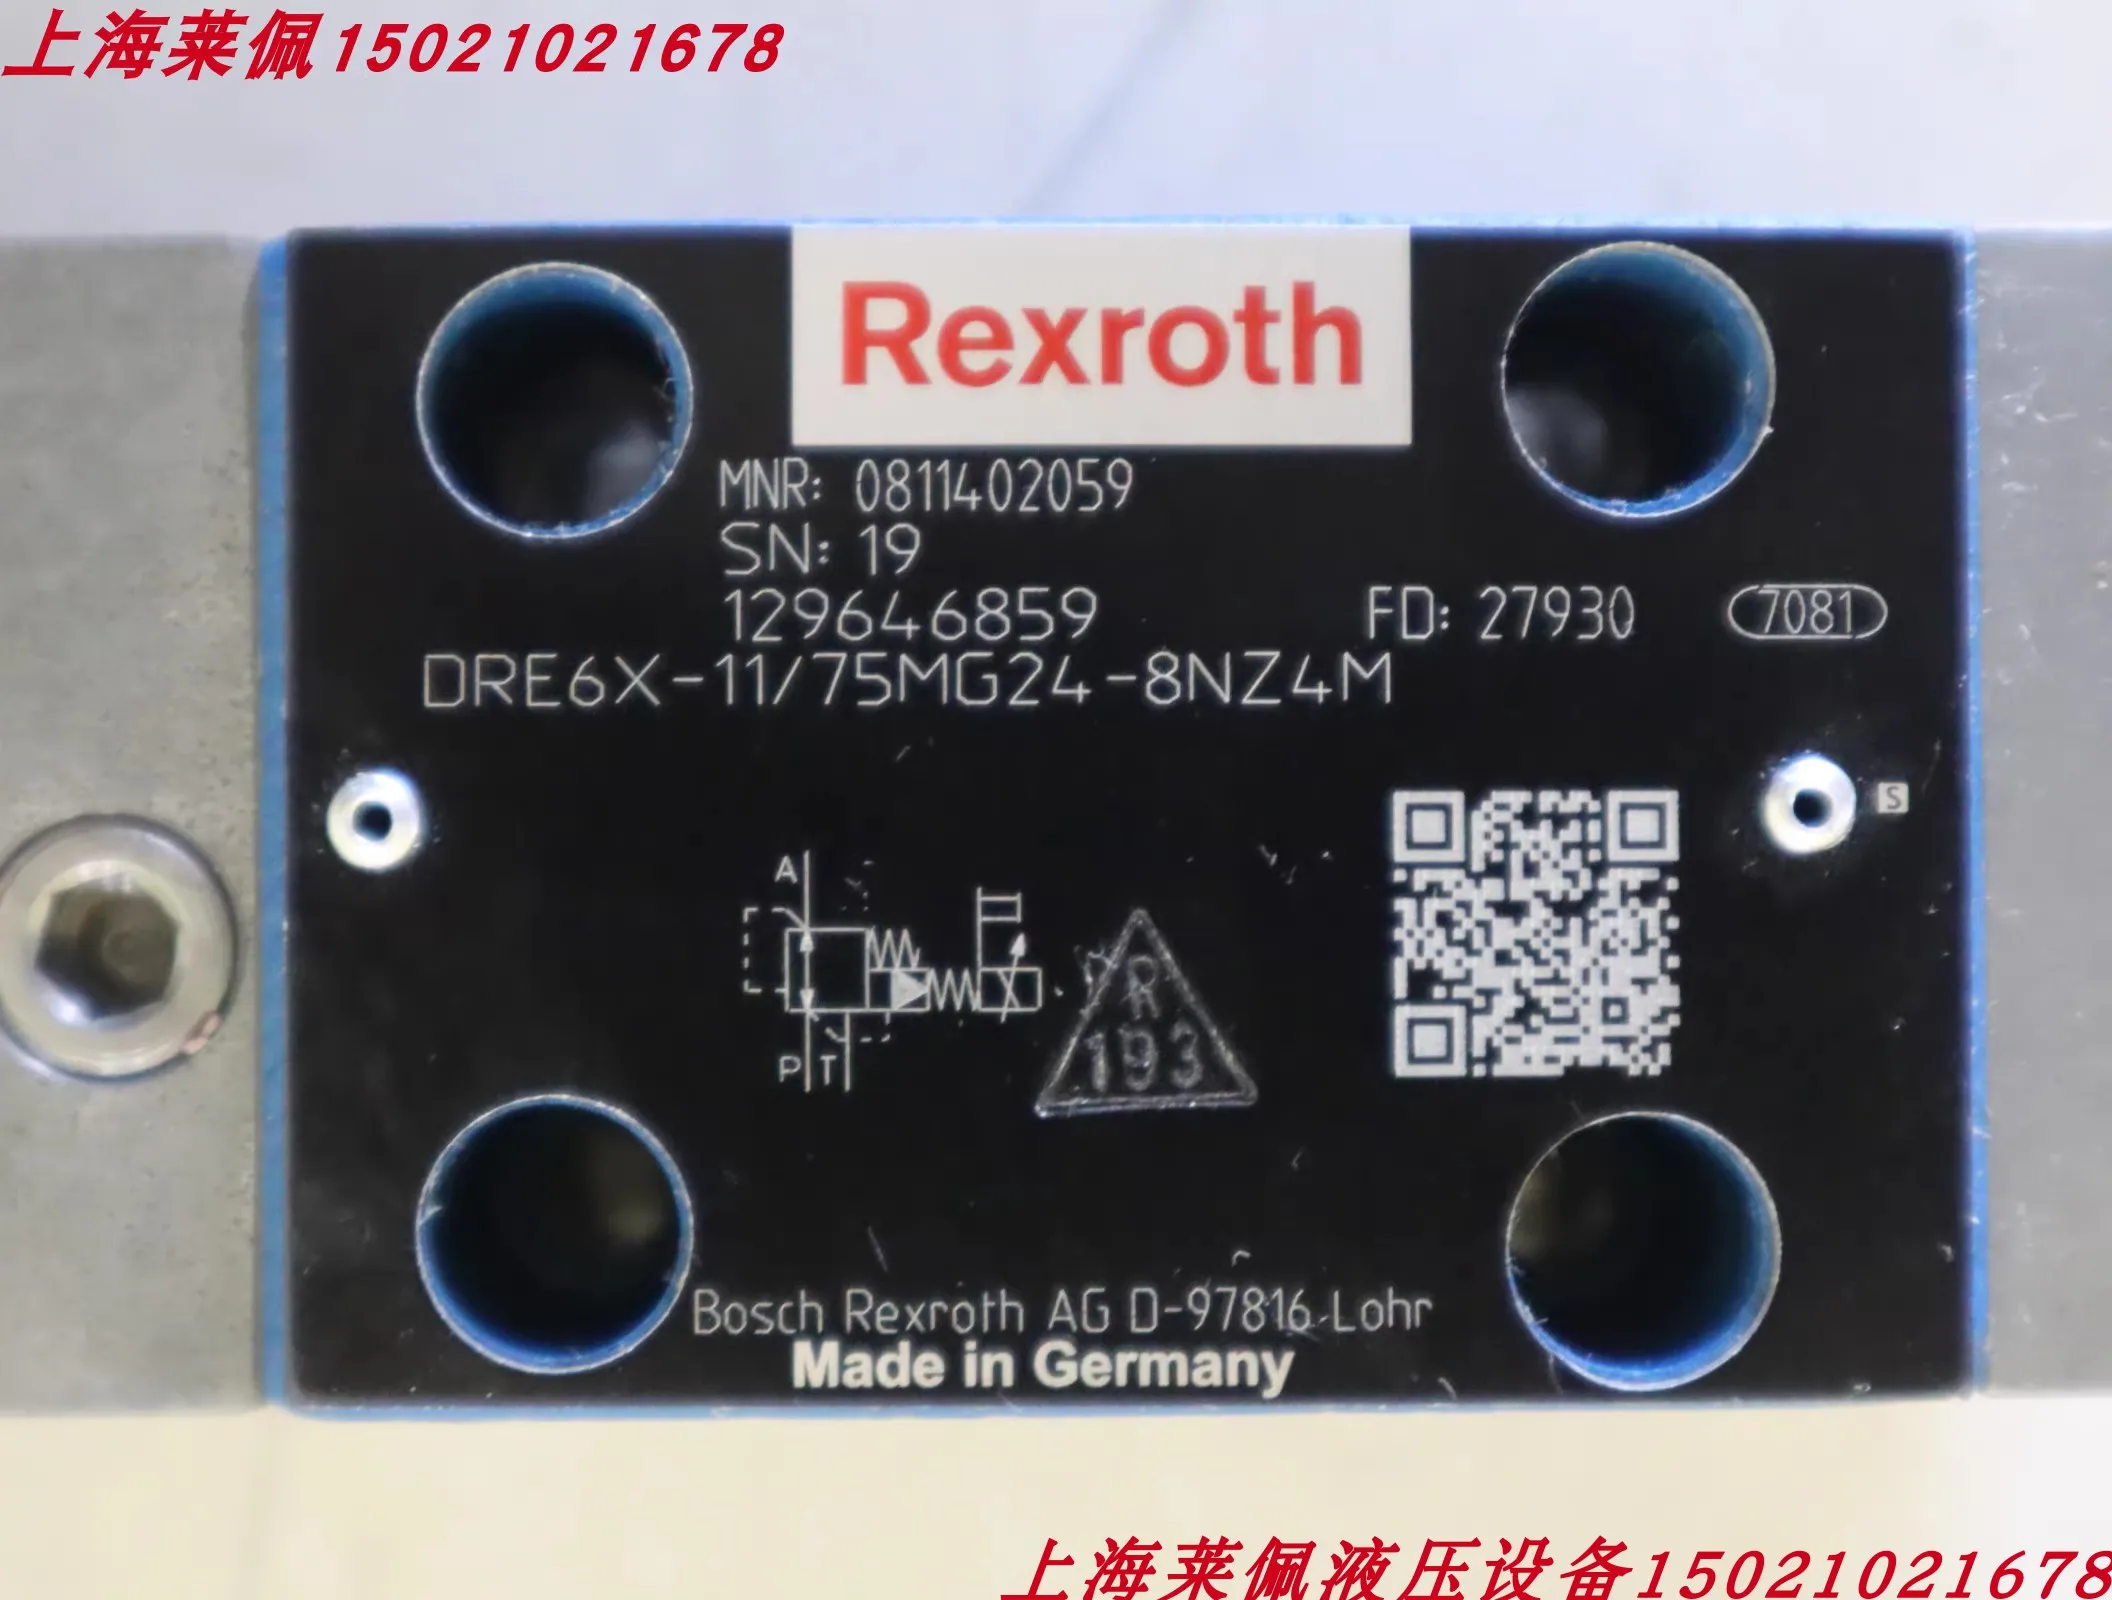 上海莱佩15021021678
Rexroth
MNR: 0811402059
SN: 19
129646859
FD: 27930
7081
DRE6X-11/75MG24-8NZ4M
S
A
P T
R
193
Bosch Rexroth AG D-97816 Lohr
Made in Germany
上海莱佩液压设备15021021678